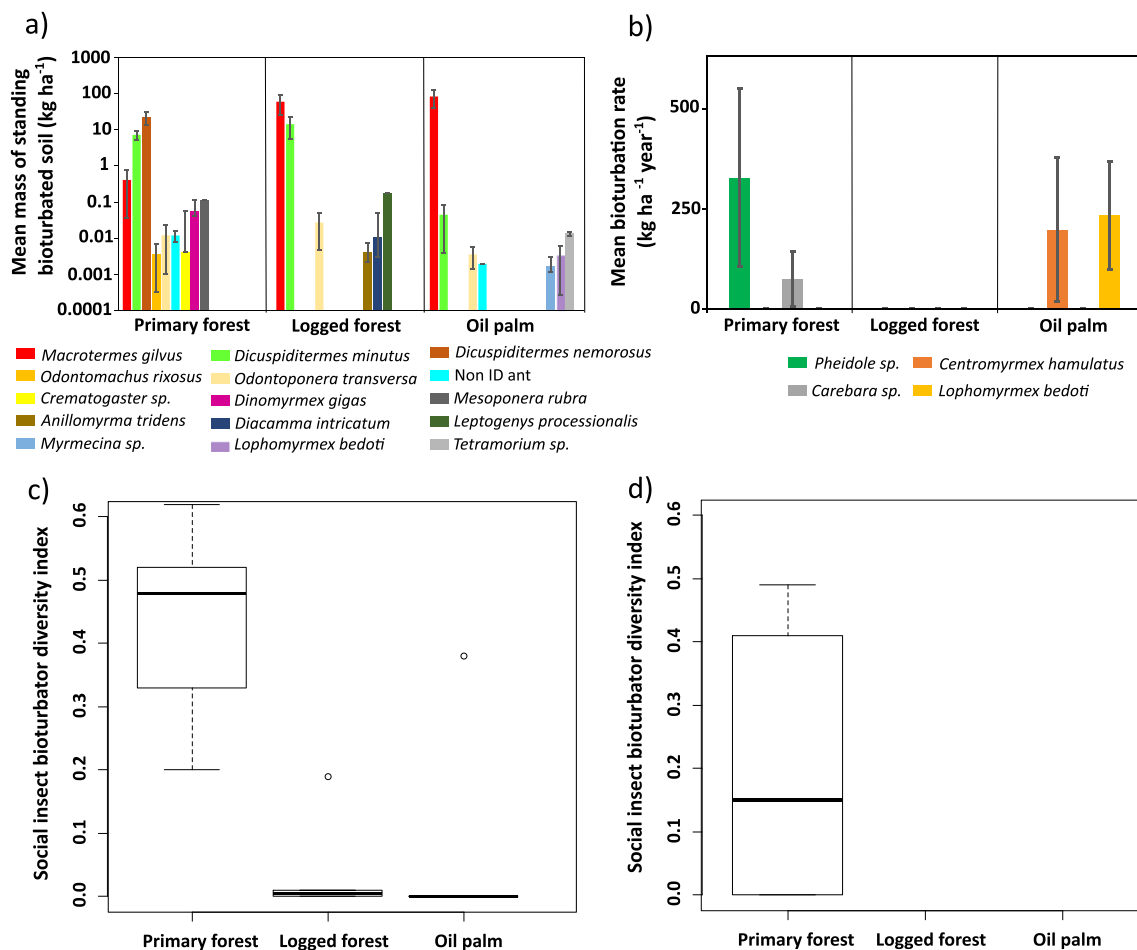 a)
Mean mass of standing
bioturbated soil (kg ha⁻¹)
1000
100
10
1
0.1
0.01
0.001
0.0001
Primary forest
Logged forest
Oil palm
Macrotermes gilvus
Dicuspiditermes minutus
Dicuspiditermes nemorosus
Odontomachus rixosus
Odontoponera transversa
Non ID ant
Crematogaster sp.
Dinomyrmex gigas
Mesoponera rubra
Anillomyrma tridens
Diacamma intricatum
Leptogenys processionalis
Myrmecina sp.
Lophomyrmex bedoti
Tetramorium sp.
b)
Mean bioturbation rate
(kg ha ⁻¹ year⁻¹)
500
250
0
Primary forest
Logged forest
Oil palm
Pheidole sp.
Centromyrmex hamulatus
Carebara sp.
Lophomyrmex bedoti
c)
Social insect bioturbator diversity index
0.6
0.5
0.4
0.3
0.2
0.1
0.0
Primary forest
Logged forest
Oil palm
d)
Social insect bioturbator diversity index
0.6
0.5
0.4
0.3
0.2
0.1
0.0
Primary forest
Logged forest
Oil palm